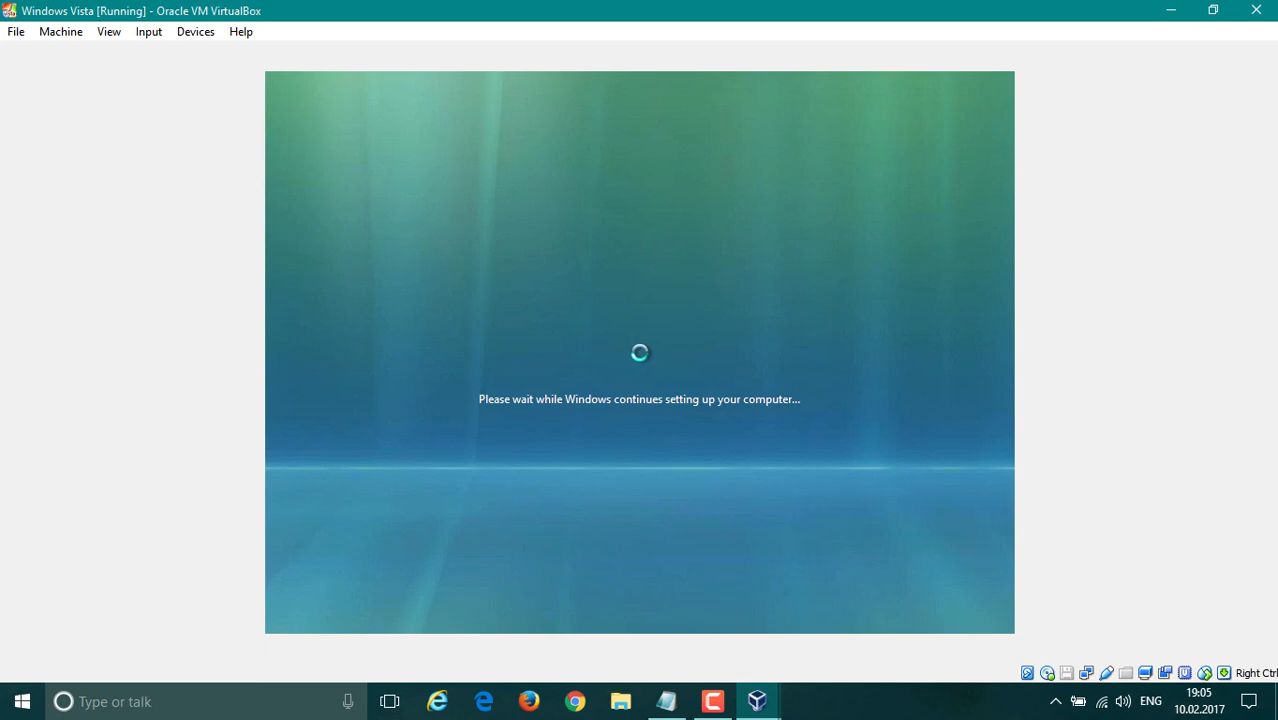 Windows Vista [Running] - Oracle VM VirtualBox
File Machine View Input Devices Help
Please wait while Windows continues setting up your computer...
Right Ctrl
Type or talk
ENG
19:05
10.02.2017